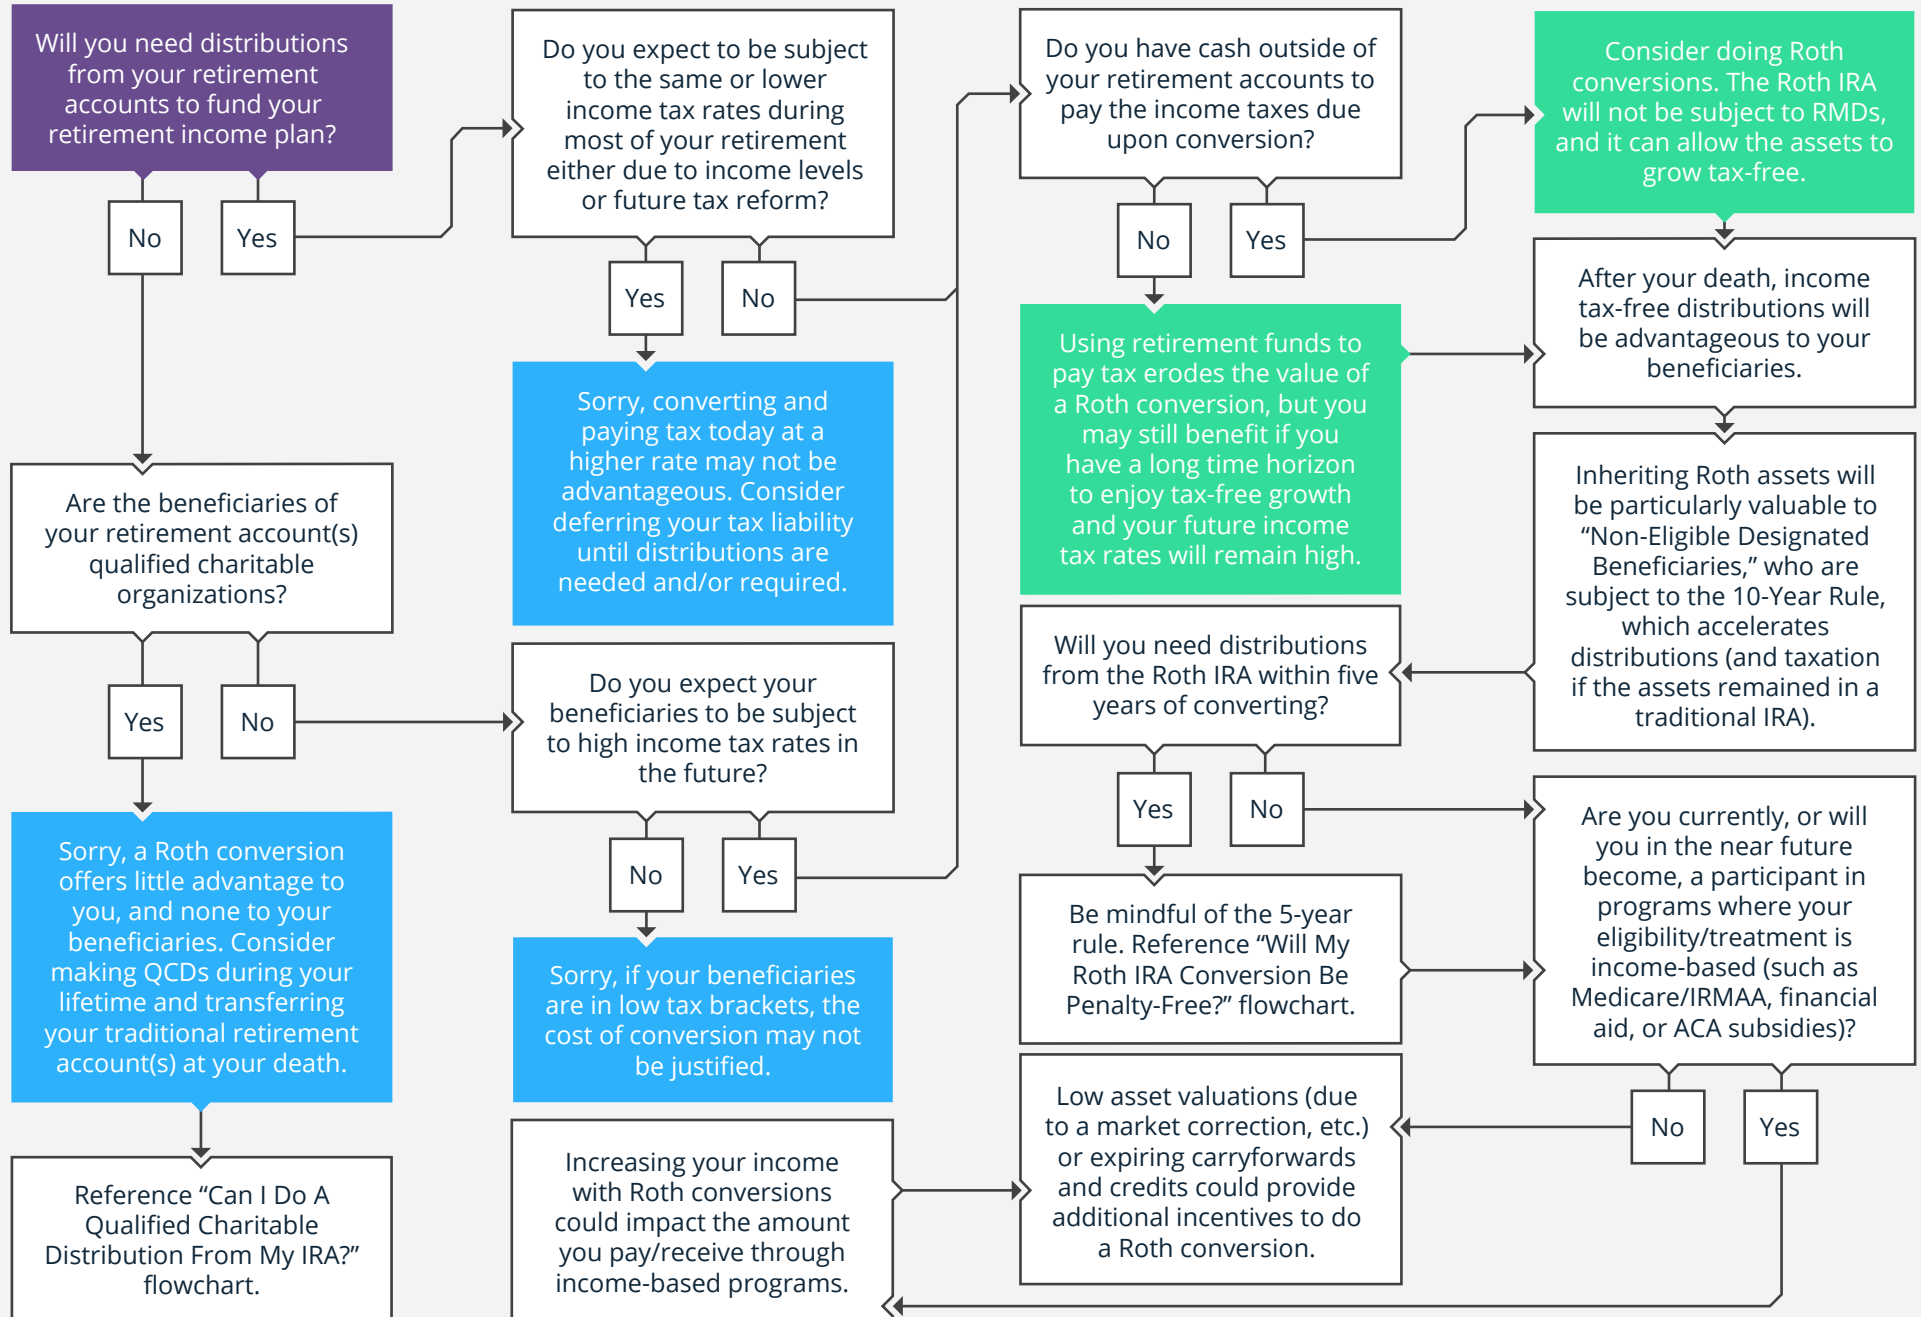 Will you need distributions
from your retirement
accounts to fund your
retirement income plan?
No
Yes
Are the beneficiaries of
your retirement account(s)
qualified charitable
organizations?
Yes
No
Sorry, a Roth conversion
offers little advantage to
you, and none to your
beneficiaries. Consider
making QCDs during your
lifetime and transferring
your traditional retirement
account(s) at your death.
Reference “Can I Do A
Qualified Charitable
Distribution From My IRA?”
flowchart.
Do you expect to be subject
to the same or lower
income tax rates during
most of your retirement
either due to income levels
or future tax reform?
Yes
No
Sorry, converting and
paying tax today at a
higher rate may not be
advantageous. Consider
deferring your tax liability
until distributions are
needed and/or required.
Do you expect your
beneficiaries to be subject
to high income tax rates in
the future?
No
Yes
Sorry, if your beneficiaries
are in low tax brackets, the
cost of conversion may not
be justified.
Increasing your income
with Roth conversions
could impact the amount
you pay/receive through
income-based programs.
Do you have cash outside of
your retirement accounts to
pay the income taxes due
upon conversion?
No
Yes
Using retirement funds to
pay tax erodes the value of
a Roth conversion, but you
may still benefit if you
have a long time horizon
to enjoy tax-free growth
and your future income
tax rates will remain high.
Will you need distributions
from the Roth IRA within five
years of converting?
Yes
No
Be mindful of the 5-year
rule. Reference “Will My
Roth IRA Conversion Be
Penalty-Free?” flowchart.
Low asset valuations (due
to a market correction, etc.)
or expiring carryforwards
and credits could provide
additional incentives to do
a Roth conversion.
Consider doing Roth
conversions. The Roth IRA
will not be subject to RMDs,
and it can allow the assets to
grow tax-free.
After your death, income
tax-free distributions will
be advantageous to your
beneficiaries.
Inheriting Roth assets will
be particularly valuable to
“Non-Eligible Designated
Beneficiaries,” who are
subject to the 10-Year Rule,
which accelerates
distributions (and taxation
if the assets remained in a
traditional IRA).
Are you currently, or will
you in the near future
become, a participant in
programs where your
eligibility/treatment is
income-based (such as
Medicare/IRMAA, financial
aid, or ACA subsidies)?
No
Yes